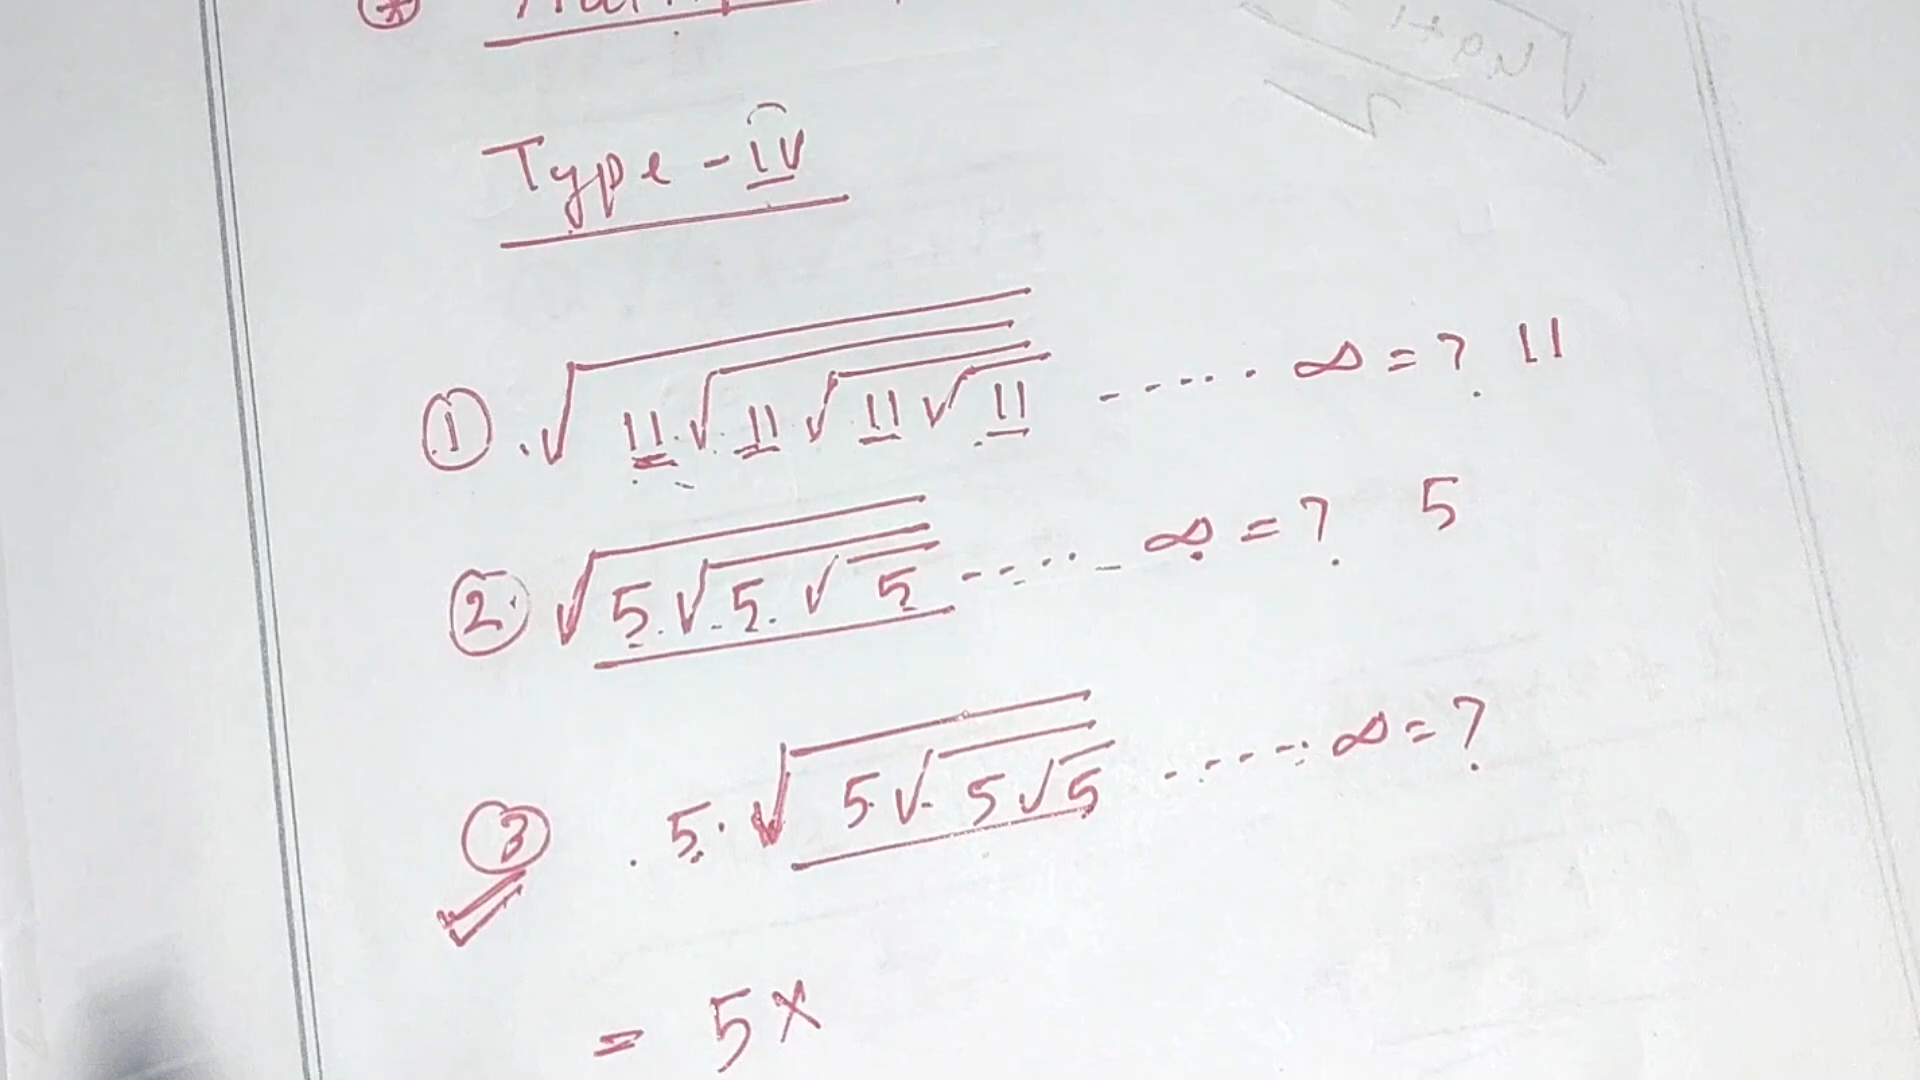 Type - IV
① √11√11√11√11 ----- ∞ = ? 11
② √5√5√5 ----- ∞ = ? 5
③ 5√5√5√5 ----- ∞ = ?
= 5×